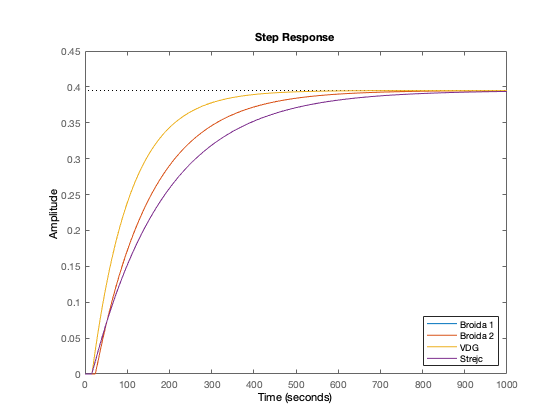 Step Response
Amplitude
0.45
0.4
0.35
0.3
0.25
0.2
0.15
0.1
0.05
0
0 100 200 300 400 500 600 700 800 900 1000
Time (seconds)
Broida 1
Broida 2
VDG
Strejc